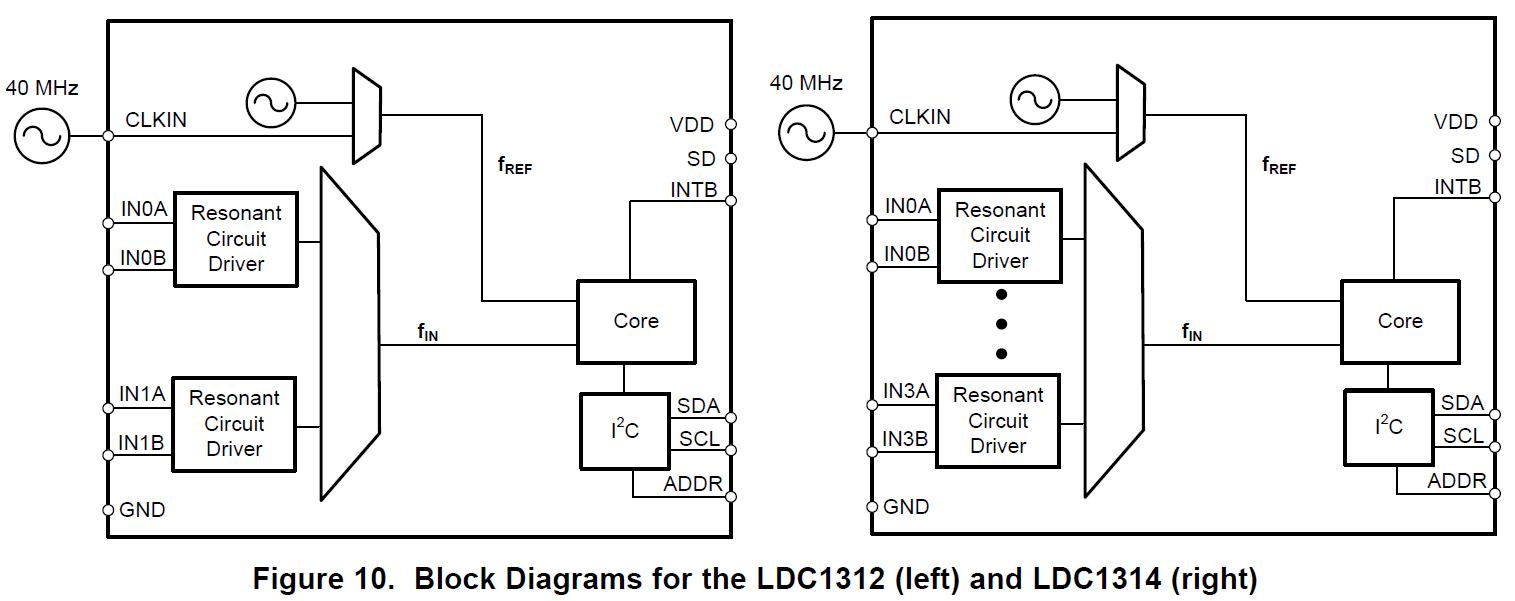 40 MHz
CLKIN
VDD
SD
INTB
fREF
IN0A
IN0B
Resonant
Circuit
Driver
fIN
Core
IN1A
IN1B
Resonant
Circuit
Driver
I²C
SDA
SCL
ADDR
GND
40 MHz
CLKIN
VDD
SD
INTB
fREF
IN0A
IN0B
Resonant
Circuit
Driver
fIN
Core
IN3A
IN3B
Resonant
Circuit
Driver
I²C
SDA
SCL
ADDR
GND
Figure 10. Block Diagrams for the LDC1312 (left) and LDC1314 (right)